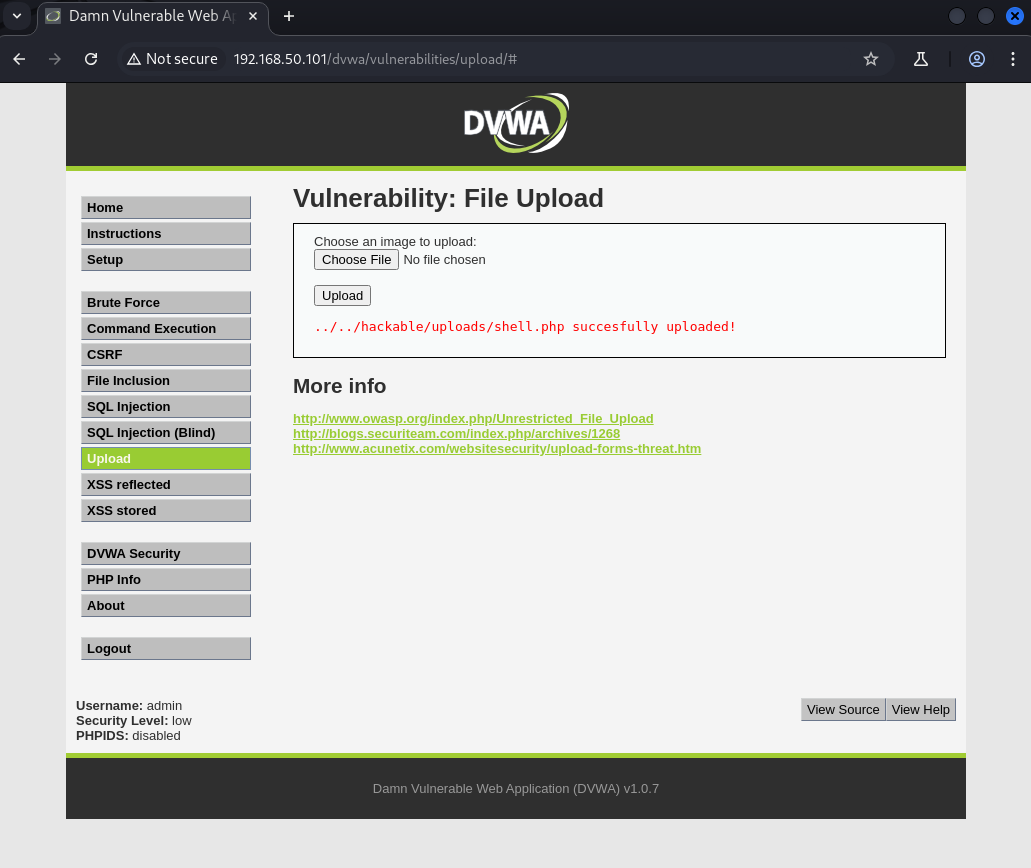 Damn Vulnerable Web Ap
Not secure 192.168.50.101/dvwa/vulnerabilities/upload/#
DVWA
Home
Instructions
Setup
Brute Force
Command Execution
CSRF
File Inclusion
SQL Injection
SQL Injection (Blind)
Upload
XSS reflected
XSS stored
DVWA Security
PHP Info
About
Logout
Vulnerability: File Upload
Choose an image to upload:
Choose File No file chosen
Upload
../../hackable/uploads/shell.php succesfully uploaded!
More info
http://www.owasp.org/index.php/Unrestricted_File_Upload
http://blogs.securiteam.com/index.php/archives/1268
http://www.acunetix.com/websitesecurity/upload-forms-threat.htm
Username: admin
Security Level: low
PHPIDS: disabled
View Source View Help
Damn Vulnerable Web Application (DVWA) v1.0.7